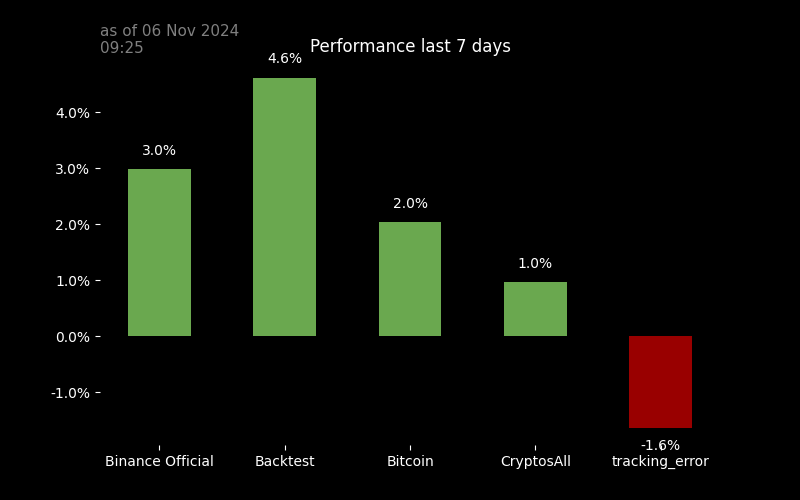 as of 06 Nov 2024
09:25
Performance last 7 days
4.6%
4.0%
3.0%
3.0%
2.0%
2.0%
1.0%
1.0%
0.0%
-1.0%
-1.6%
Binance Official
Backtest
Bitcoin
CryptosAll
tracking_error